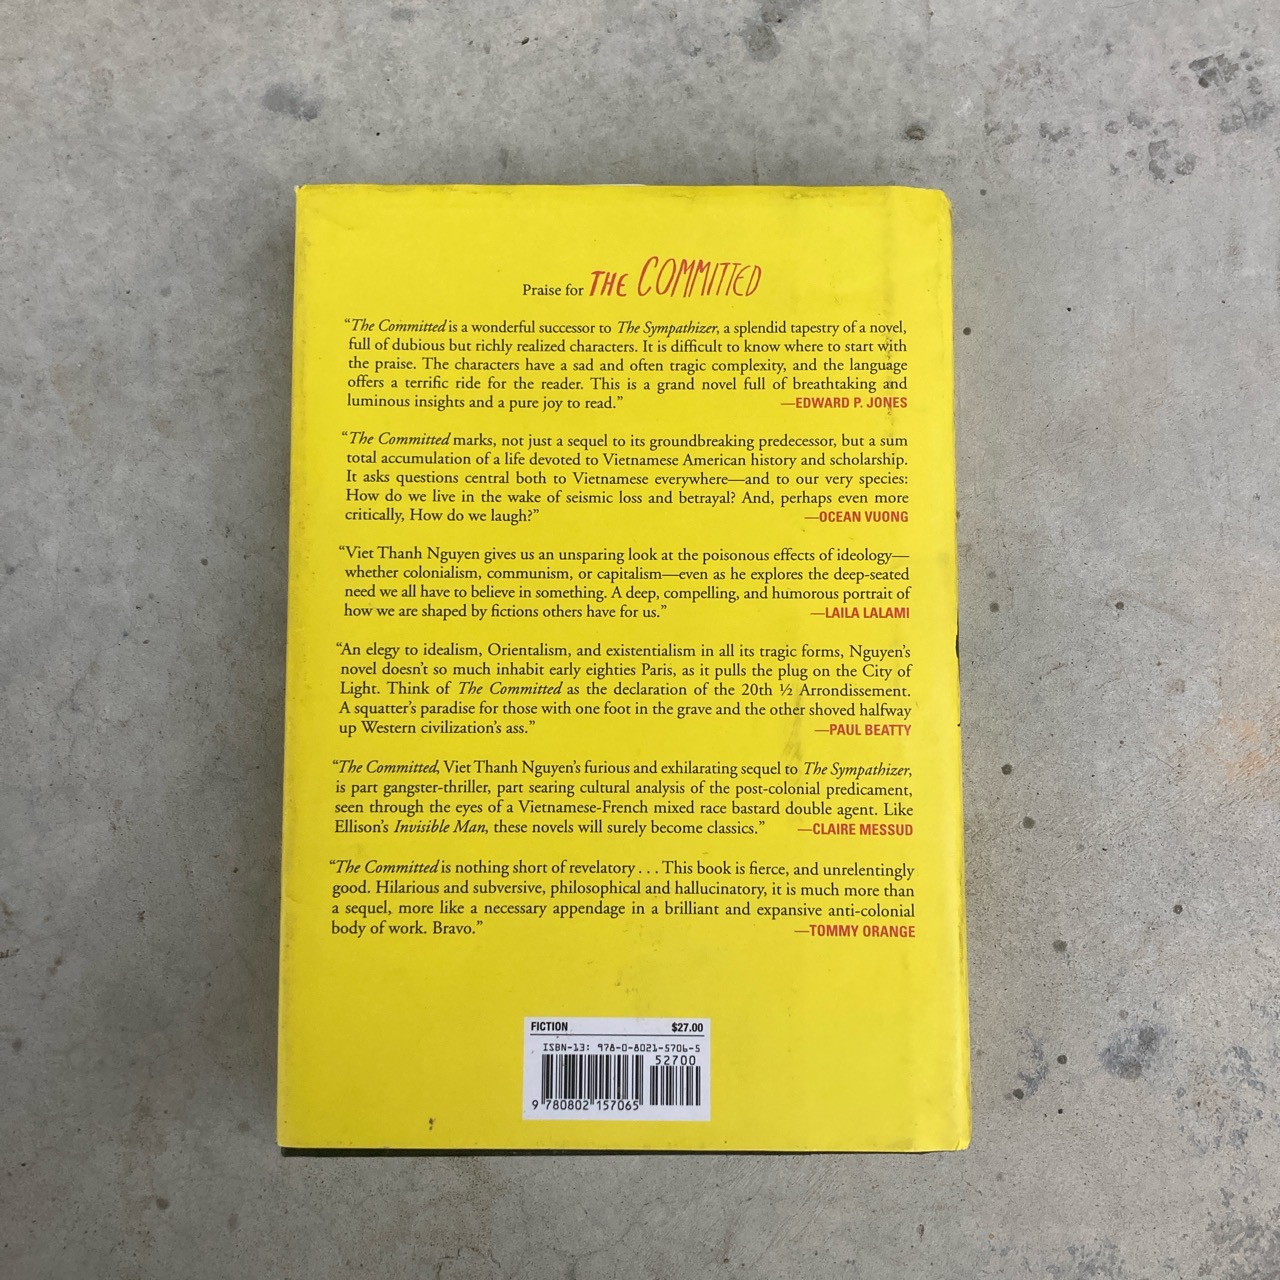 Praise for THE COMMITTED
“The Committed is a wonderful successor to The Sympathizer, a splendid tapestry of a novel,
full of dubious but richly realized characters. It is difficult to know where to start with
the praise. The characters have a sad and often tragic complexity, and the language
offers a terrific ride for the reader. This is a grand novel full of breathtaking and
luminous insights and a pure joy to read.” —EDWARD P. JONES
“The Committed marks, not just a sequel to its groundbreaking predecessor, but a sum
total accumulation of a life devoted to Vietnamese American history and scholarship.
It asks questions central both to Vietnamese everywhere—and to our very species:
How do we live in the wake of seismic loss and betrayal? And, perhaps even more
critically, How do we laugh?” —OCEAN VUONG
“Viet Thanh Nguyen gives us an unsparing look at the poisonous effects of ideology—
whether colonialism, communism, or capitalism—even as he explores the deep-seated
need we all have to believe in something. A deep, compelling, and humorous portrait of
how we are shaped by fictions others have for us.” —LAILA LALAMI
“An elegy to idealism, Orientalism, and existentialism in all its tragic forms, Nguyen’s
novel doesn’t so much inhabit early eighties Paris, as it pulls the plug on the City of
Light. Think of The Committed as the declaration of the 20th ½ Arrondissement.
A squatter’s paradise for those with one foot in the grave and the other shoved halfway
up Western civilization’s ass.” —PAUL BEATTY
“The Committed, Viet Thanh Nguyen’s furious and exhilarating sequel to The Sympathizer,
is part gangster-thriller, part searing cultural analysis of the post-colonial predicament,
seen through the eyes of a Vietnamese-French mixed race bastard double agent. Like
Ellison’s Invisible Man, these novels will surely become classics.” —CLAIRE MESSUD
“The Committed is nothing short of revelatory . . . This book is fierce, and unrelentingly
good. Hilarious and subversive, philosophical and hallucinatory, it is much more than
a sequel, more like a necessary appendage in a brilliant and expansive anti-colonial
body of work. Bravo.” —TOMMY ORANGE
FICTION $27.00
ISBN-13: 978-0-8021-5706-5
52700
9 780802 157065